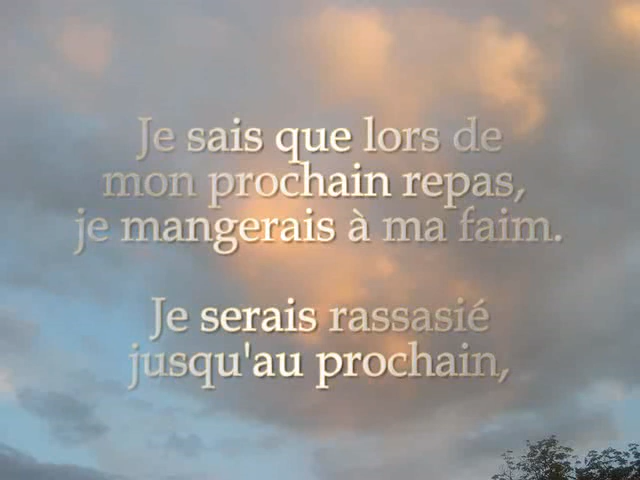 Je sais que lors de
mon prochain repas,
je mangerais à ma faim.
Je serais rassasié
jusqu'au prochain,